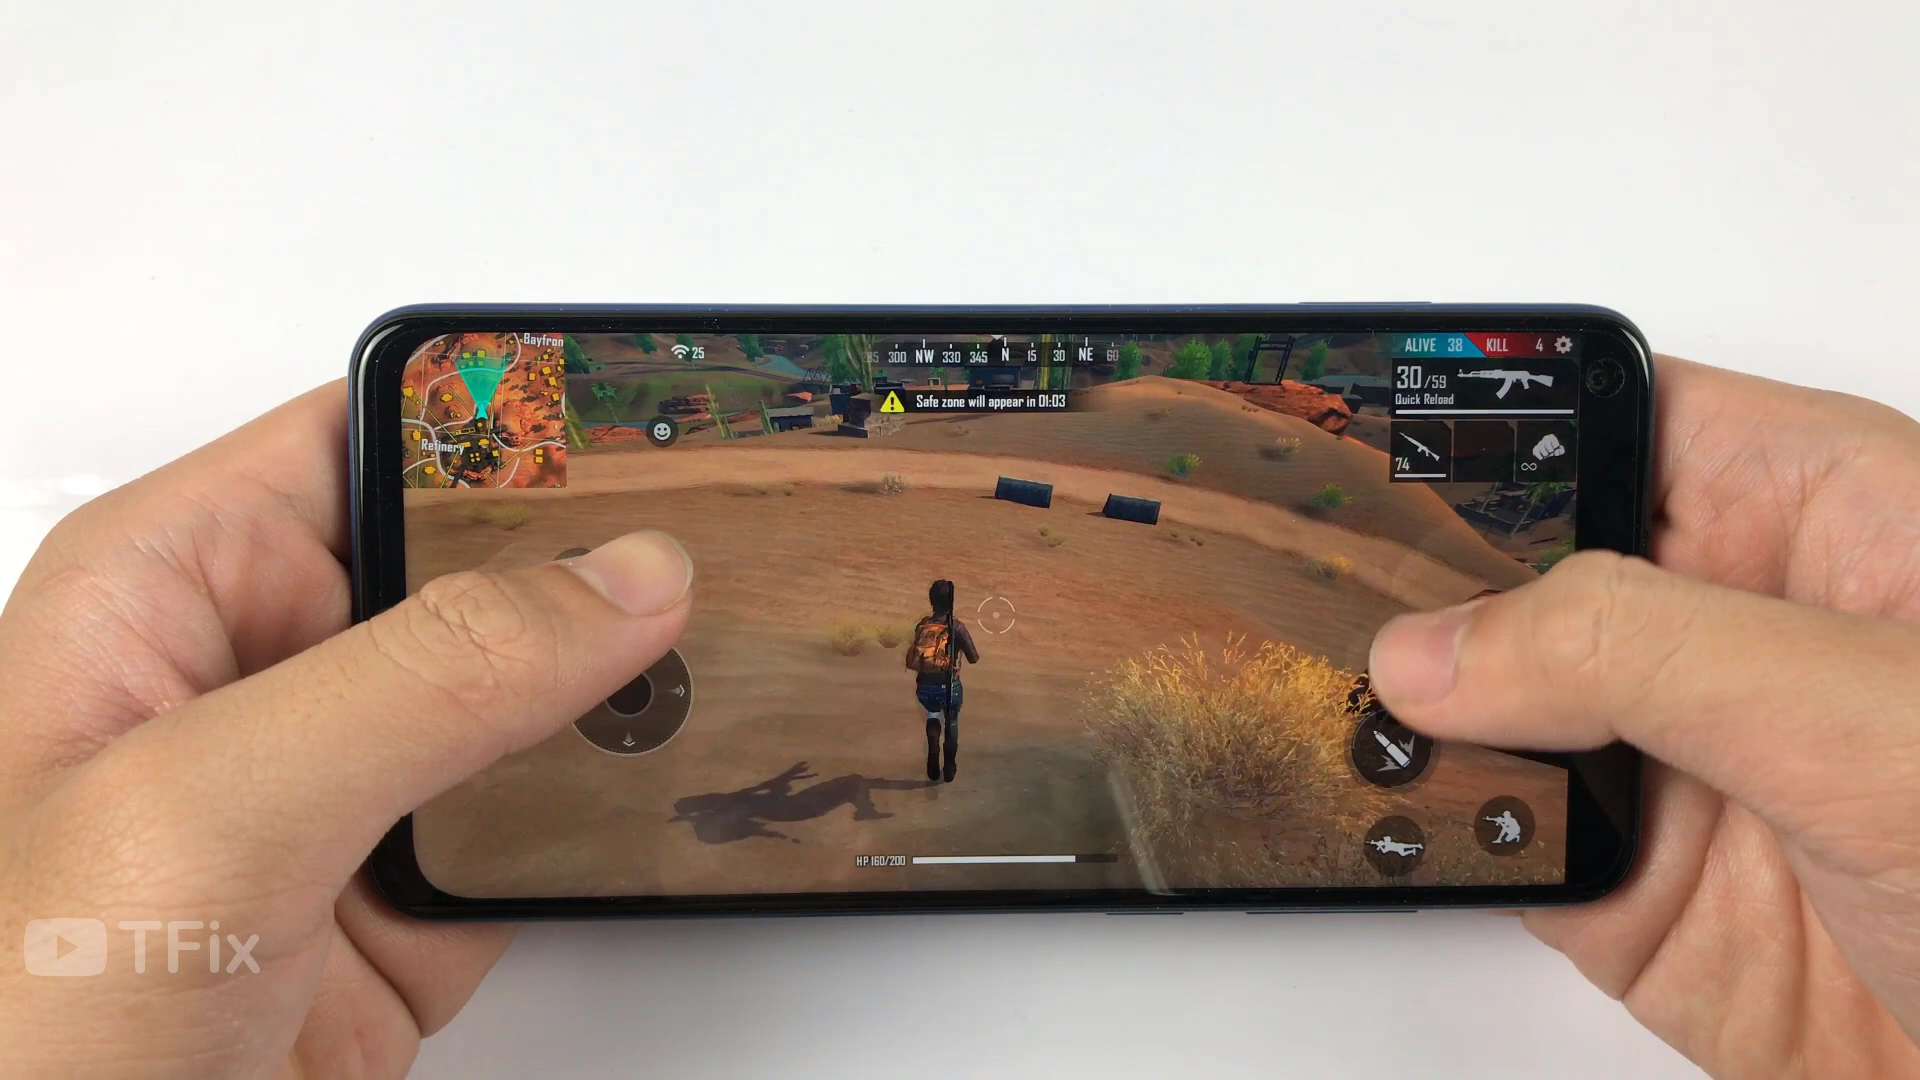 Bayfron
Refinery
25
285 300 NW 330 345 N 15 30 NE 60
Safe zone will appear in 01:03
ALIVE 38 KILL 4
30/59
Quick Reload
74
∞
HP 160/200
TFix